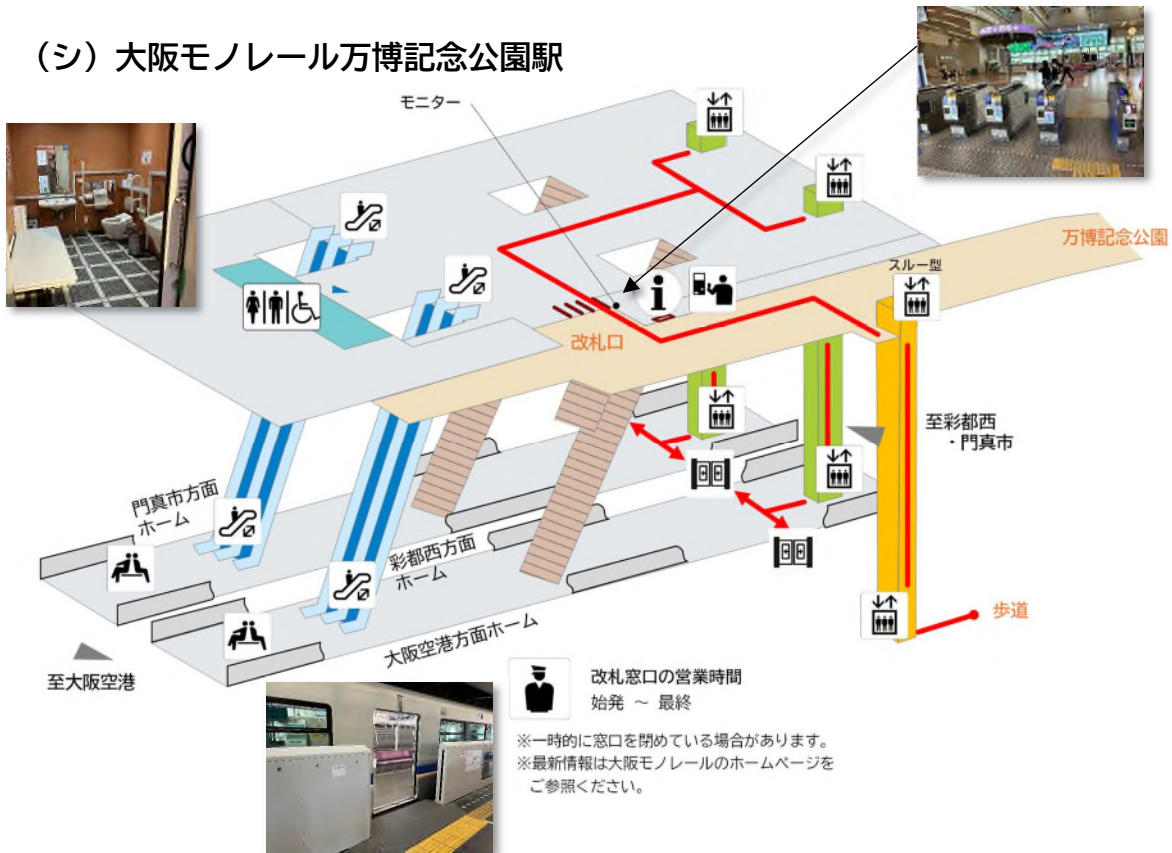 （シ）大阪モノレール万博記念公園駅
モニター
万博記念公園
スルー型
改札口
至彩都西
・門真市
門真市方面
ホーム
彩都西方面
ホーム
大阪空港方面ホーム
歩道
至大阪空港
改札窓口の営業時間
始発 ～ 最終
※一時的に窓口を閉めている場合があります。
※最新情報は大阪モノレールのホームページを
ご参照ください。